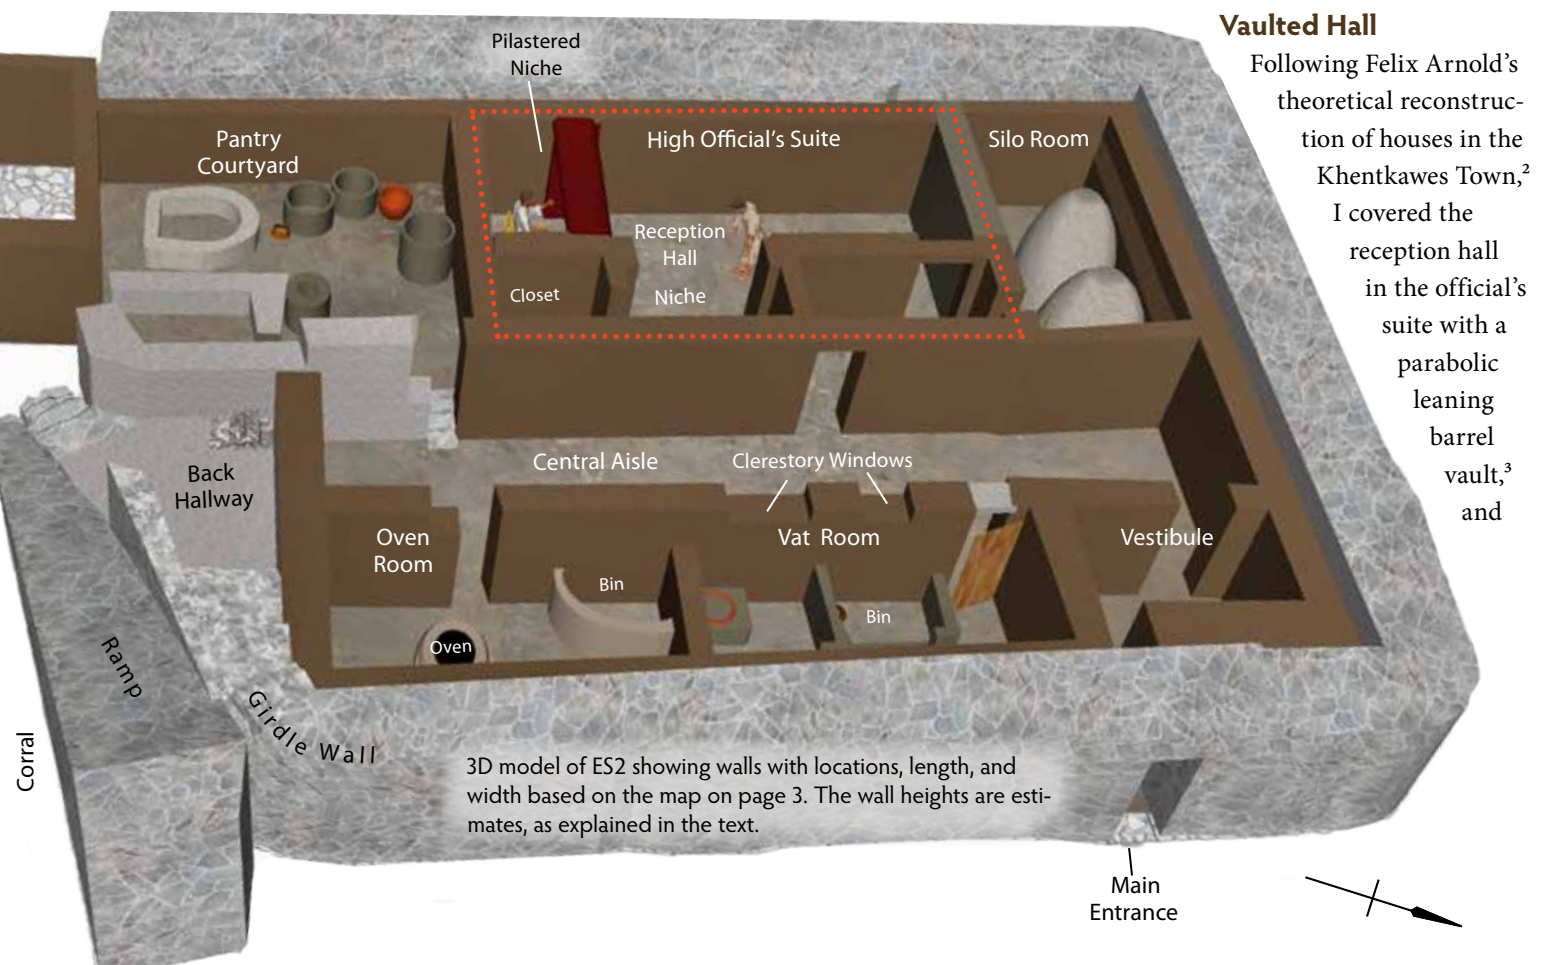 Pilastered
Niche
Pantry
Courtyard
High Official's Suite
Silo Room
Reception
Hall
Closet
Niche
Back
Hallway
Central Aisle
Clerestory Windows
Oven
Room
Vat Room
Vestibule
Bin
Bin
Oven
Ramp
Girdle Wall
Corral
3D model of ES2 showing walls with locations, length, and
width based on the map on page 3. The wall heights are esti-
mates, as explained in the text.
Main
Entrance
Vaulted Hall
Following Felix Arnold's
theoretical reconstruc-
tion of houses in the
Khentkawes Town,²
I covered the
reception hall
in the official's
suite with a
parabolic
leaning
barrel
vault,³
and